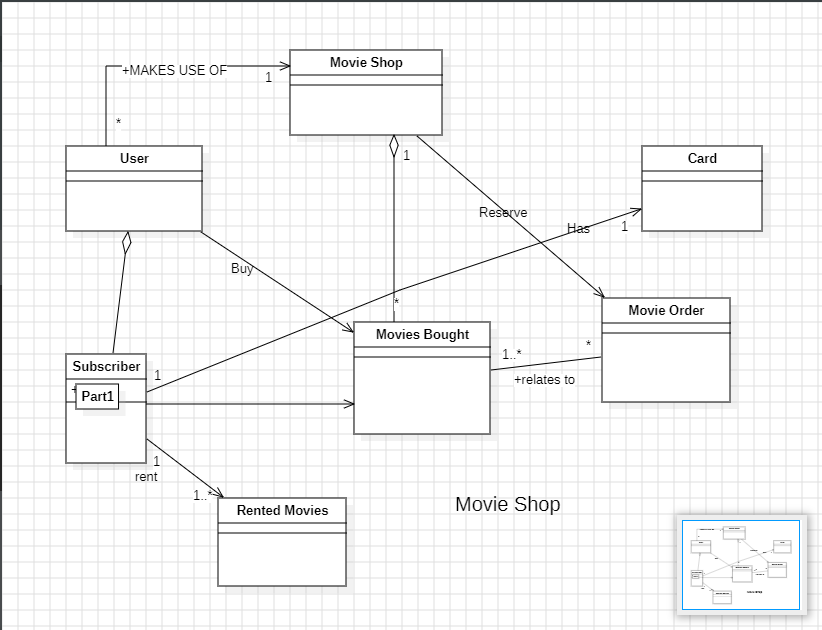 Movie Shop
+MAKES USE OF
1
*
User
1
Card
Reserve
Has
1
Buy
*
Movie Order
Movies Bought
1..*
*
Subscriber
1
+relates to
+
Part1
1
rent
1..*
Rented Movies
Movie Shop